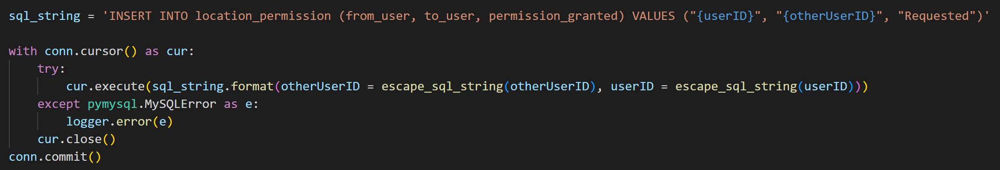 sql_string = 'INSERT INTO location_permission (from_user, to_user, permission_granted) VALUES ("{userID}", "{otherUserID}", "Requested")'

with conn.cursor() as cur:
    try:
        cur.execute(sql_string.format(otherUserID = escape_sql_string(otherUserID), userID = escape_sql_string(userID)))
    except pymysql.MySQLError as e:
        logger.error(e)
    cur.close()
conn.commit()